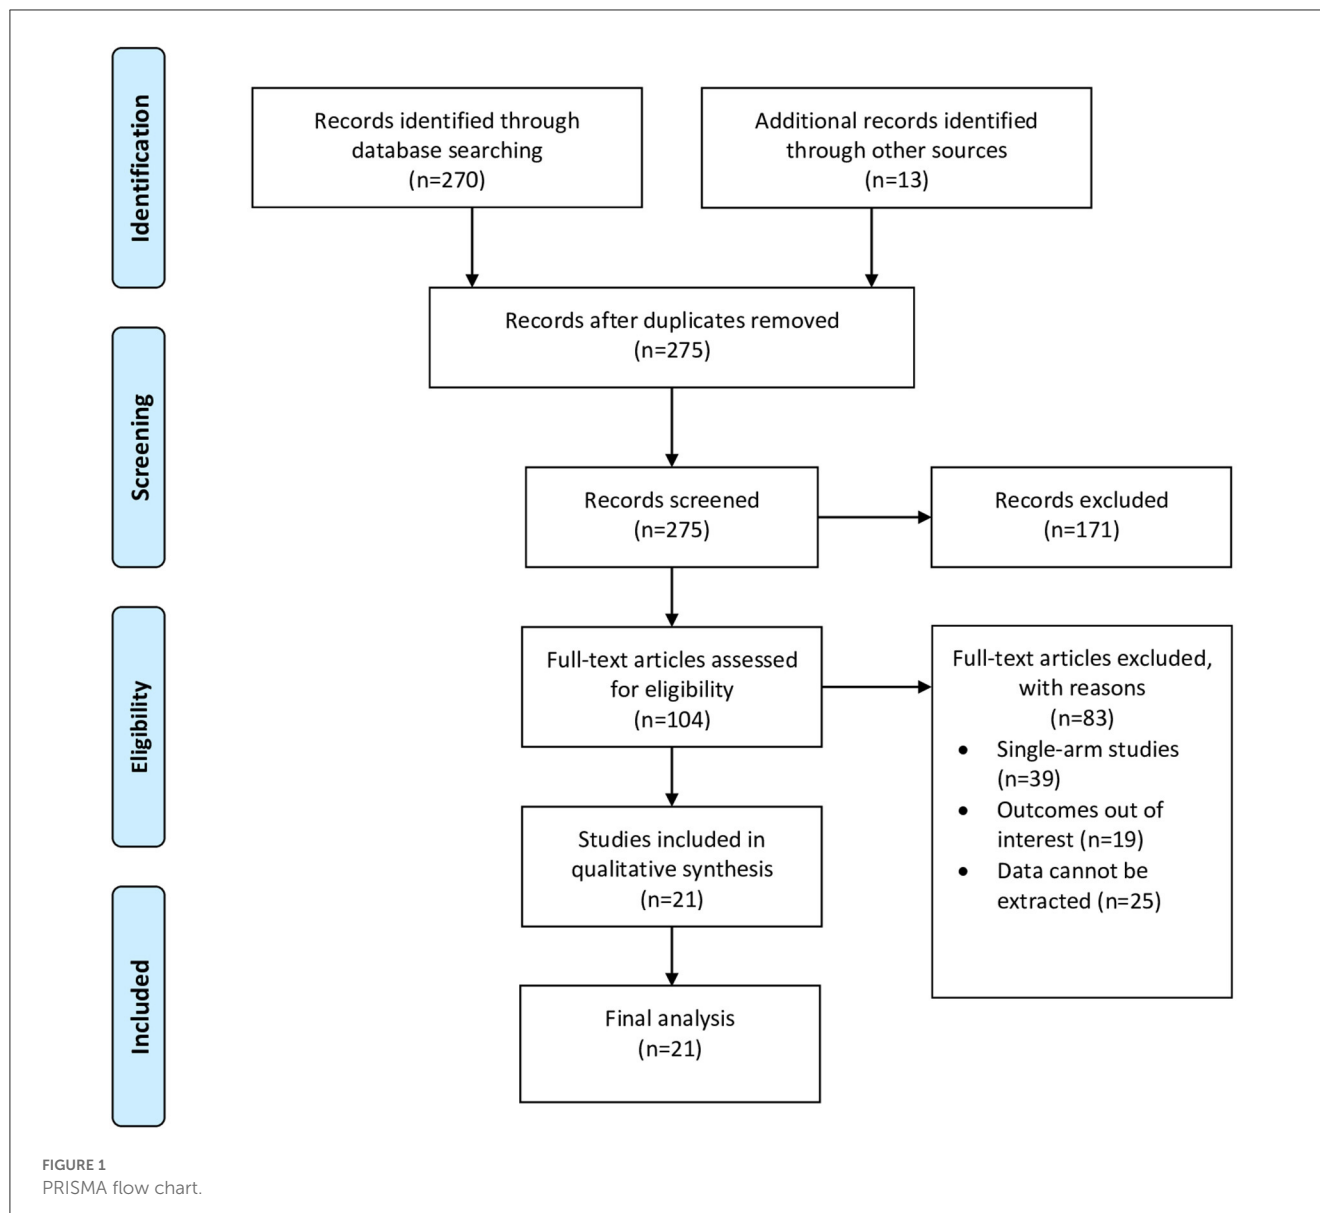 Identification
Records identified through
database searching
(n=270)
Additional records identified
through other sources
(n=13)
Records after duplicates removed
(n=275)
Screening
Records screened
(n=275)
Records excluded
(n=171)
Eligibility
Full-text articles assessed
for eligibility
(n=104)
Full-text articles excluded,
with reasons
(n=83)
• Single-arm studies
(n=39)
• Outcomes out of
interest (n=19)
• Data cannot be
extracted (n=25)
Studies included in
qualitative synthesis
(n=21)
Included
Final analysis
(n=21)
FIGURE 1
PRISMA flow chart.